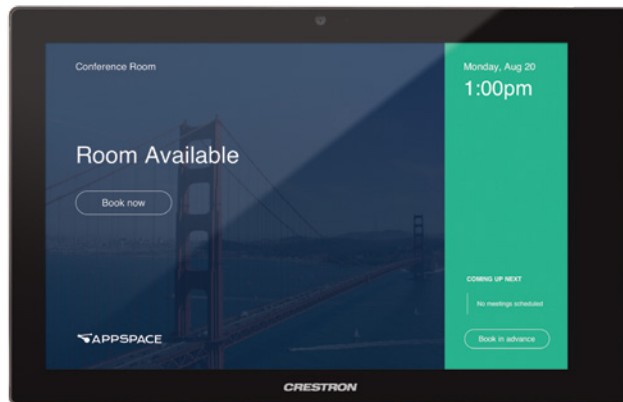 Conference Room
Room Available
Book now
APPSPACE
Monday, Aug 20
1:00pm
COMING UP NEXT
No meetings scheduled
Book in advance
CRESTRON